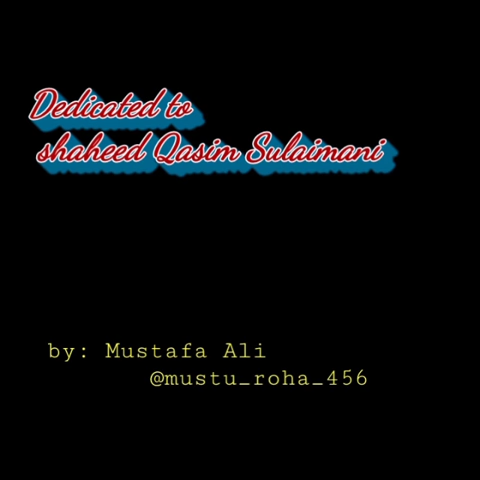 Dedicated to
shaheed Qasim Sulaimani
by: Mustafa Ali
@mustu_roha_456